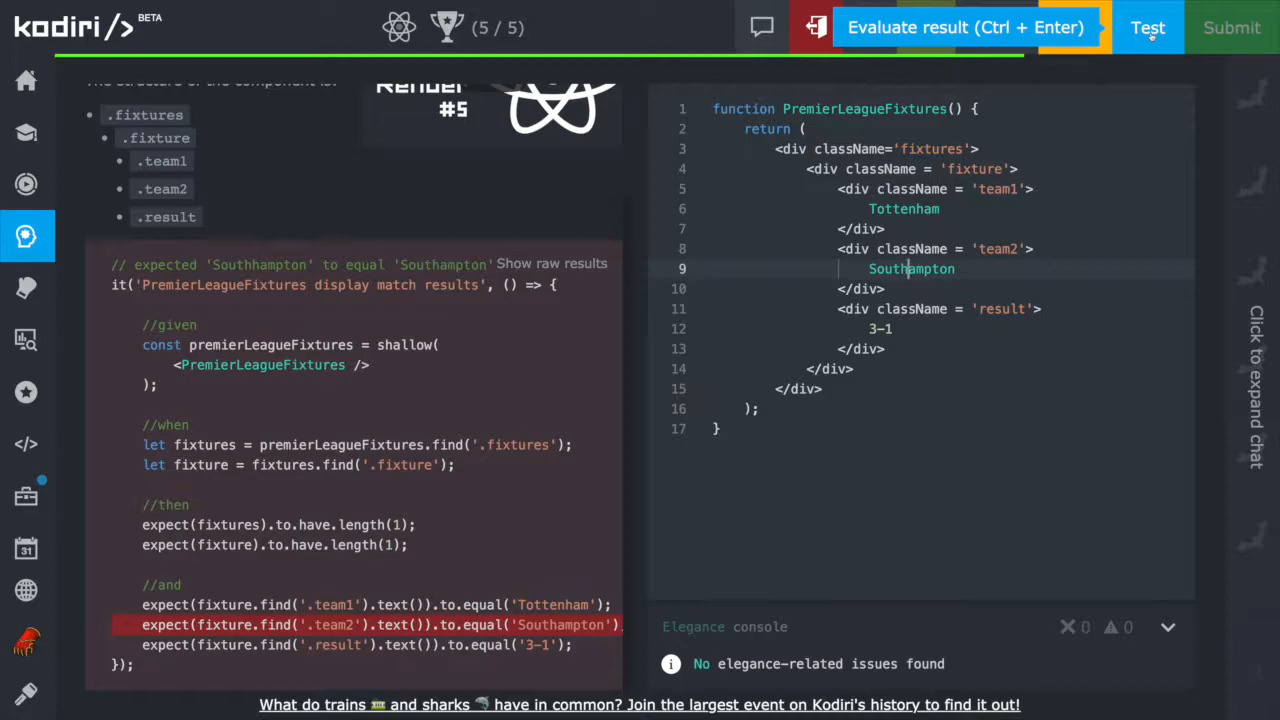 kodiri/> BETA
(5 / 5)
Evaluate result (Ctrl + Enter)
Test
Submit
The structure of the component is:
.fixtures
.fixture
.team1
.team2
.result
Render
#5
// expected 'Southhampton' to equal 'Southampton'
Show raw results
it('PremierLeagueFixtures display match results', () => {
//given
const premierLeagueFixtures = shallow(
<PremierLeagueFixtures />
);
//when
let fixtures = premierLeagueFixtures.find('.fixtures');
let fixture = fixtures.find('.fixture');
//then
expect(fixtures).to.have.length(1);
expect(fixture).to.have.length(1);
//and
expect(fixture.find('.team1').text()).to.equal('Tottenham');
expect(fixture.find('.team2').text()).to.equal('Southampton')
expect(fixture.find('.result').text()).to.equal('3-1');
});
1 function PremierLeagueFixtures() {
2 return (
3 <div className='fixtures'>
4 <div className = 'fixture'>
5 <div className = 'team1'>
6 Tottenham
7 </div>
8 <div className = 'team2'>
9 Southampton
10 </div>
11 <div className = 'result'>
12 3-1
13 </div>
14 </div>
15 </div>
16 );
17 }
Elegance console
0
0
i No elegance-related issues found
Click to expand chat
31
What do trains 🚞 and sharks 🦈 have in common? Join the largest event on Kodiri's history to find it out!